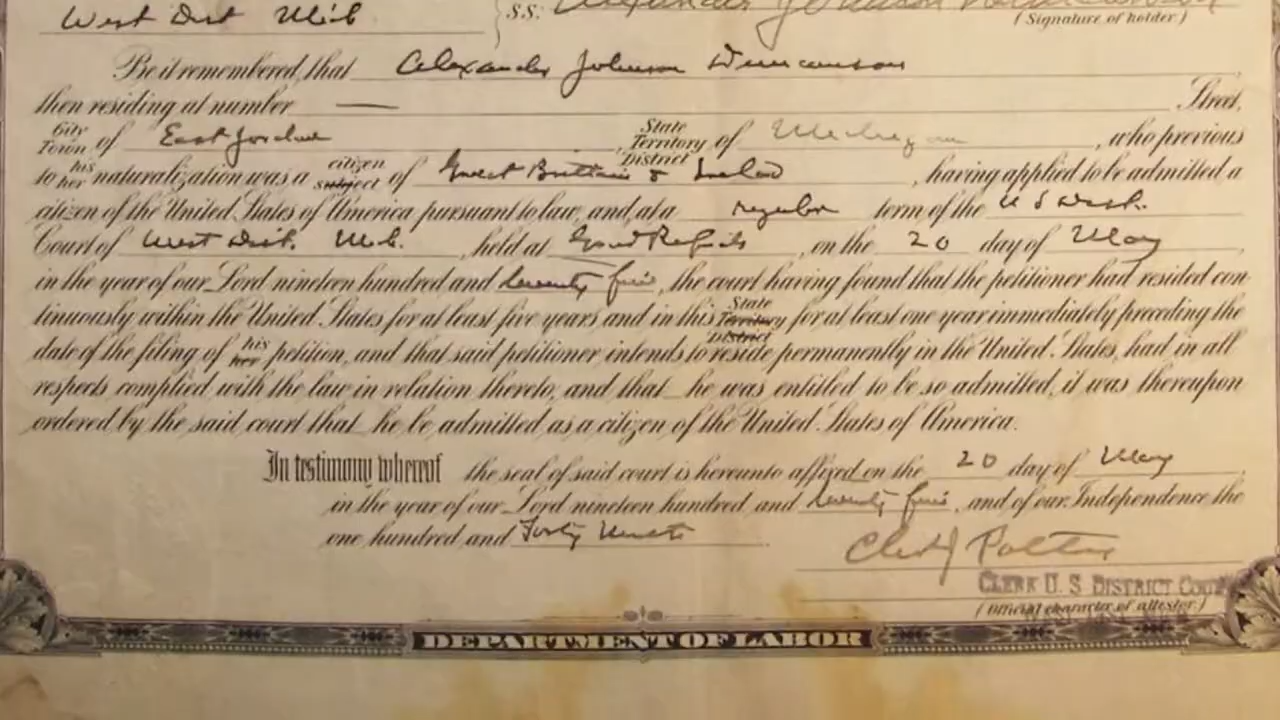 West Dist Mich
S.S: Alexander Johnson
(Signature of holder)
Be it remembered, that Alexander Johnson Duncanson
then residing at number — Street,
City Town of East Jordan, State Territory District of Michigan, who previous
to his her naturalization was a citizen subject of Great Brittain & Ireland, having applied to be admitted a
citizen of the United States of America pursuant to law, and, at a regular term of the U S Dist.
Court of West Dist. Mich. held at Grand Rapids, on the 20 day of May,
in the year of our Lord nineteen hundred and twenty five, the court having found that the petitioner had resided con-
tinuously within the United States for at least five years and in this State Territory District for at least one year immediately preceding the
date of the filing of his her petition, and that said petitioner intends to reside permanently in the United States, had in all
respects complied with the law in relation thereto, and that he was entitled to be so admitted, it was thereupon
ordered by the said court that he be admitted as a citizen of the United States of America.
In testimony whereof the seal of said court is hereunto affixed on the 20 day of May
in the year of our Lord nineteen hundred and twenty five, and of our Independence the
one hundred and Forty Ninth
Potter
CLERK U. S. DISTRICT COURT
(Official character of attestor.)
DEPARTMENT OF LABOR